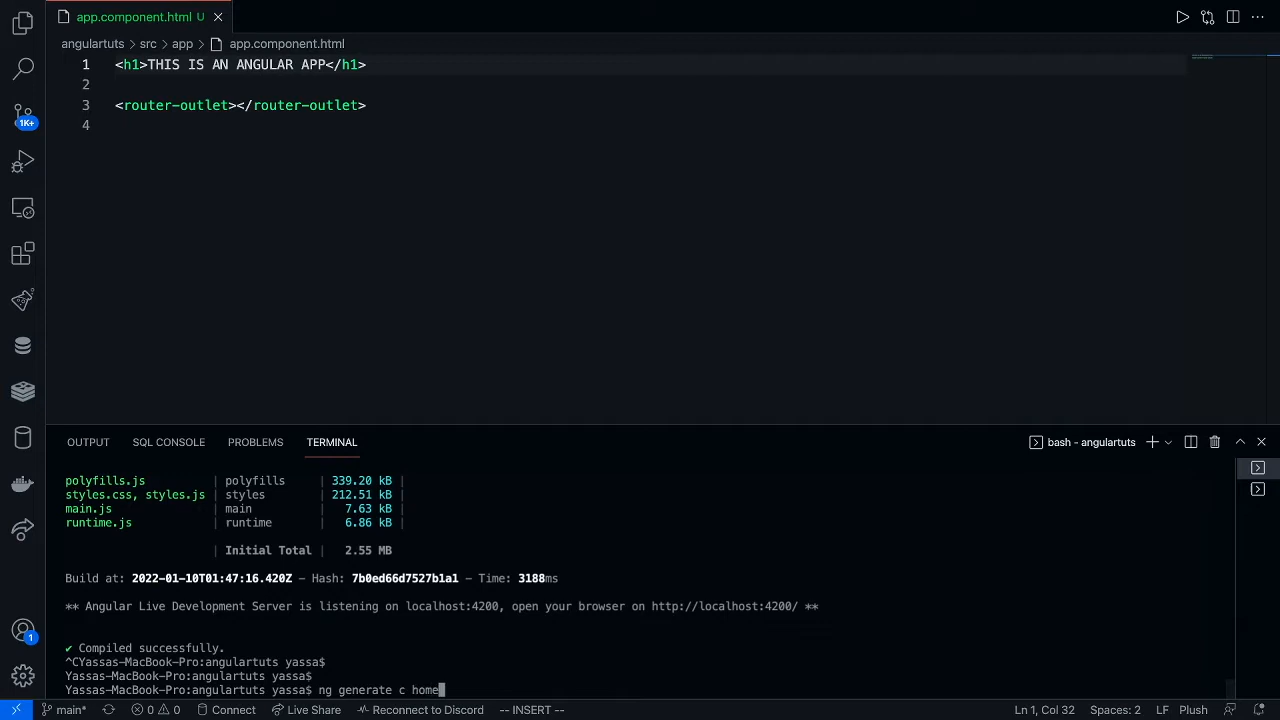 app.component.html U
angulartuts > src > app > app.component.html
1 <h1>THIS IS AN ANGULAR APP</h1>
2
3 <router-outlet></router-outlet>
4
1K+
OUTPUT SQL CONSOLE PROBLEMS TERMINAL
bash - angulartuts
polyfills.js | polyfills | 339.20 kB |
styles.css, styles.js | styles | 212.51 kB |
main.js | main | 7.63 kB |
runtime.js | runtime | 6.86 kB |
| Initial Total | 2.55 MB
Build at: 2022-01-10T01:47:16.420Z - Hash: 7b0ed66d7527b1a1 - Time: 3188ms
** Angular Live Development Server is listening on localhost:4200, open your browser on http://localhost:4200/ **
✔ Compiled successfully.
^CYassas-MacBook-Pro:angulartuts yassa$
Yassas-MacBook-Pro:angulartuts yassa$
Yassas-MacBook-Pro:angulartuts yassa$ ng generate c home
1
main* 0 0 Connect Live Share Reconnect to Discord -- INSERT -- Ln 1, Col 32 Spaces: 2 LF Plush